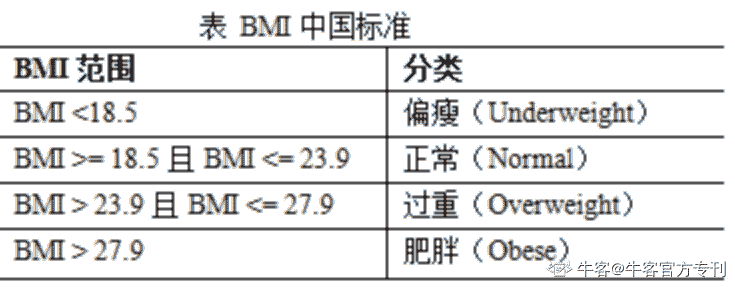 表 BMI 中国标准
BMI 范围 分类
BMI <18.5 偏瘦（Underweight）
BMI >= 18.5 且 BMI <= 23.9 正常（Normal）
BMI > 23.9 且 BMI <= 27.9 过重（Overweight）
BMI > 27.9 肥胖（Obese）
牛客@牛客官方专刊